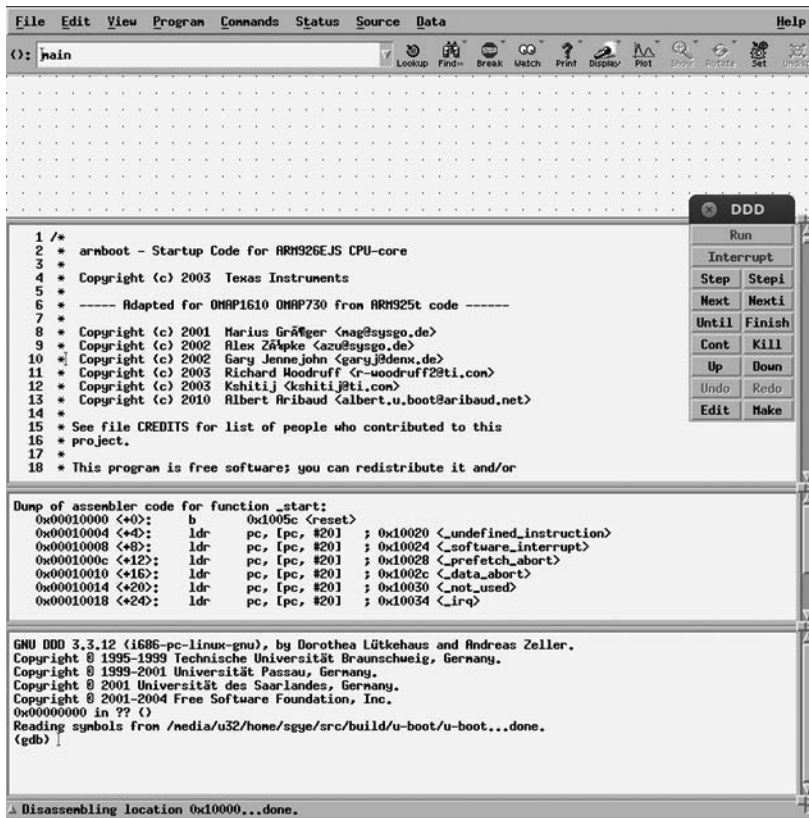 File Edit View Program Commands Status Source Data Help
(): main
Lookup Find» Break Watch Print Display Plot Show Rotate Set
DDD
Run
Interrupt
Step Stepi
Next Nexti
Until Finish
Cont Kill
Up Down
Undo Redo
Edit Make
1 /*
2 * armboot - Startup Code for ARM926EJS CPU-core
3 *
4 * Copyright (c) 2003 Texas Instruments
5 *
6 * ----- Adapted for OMAP1610 OMAP730 from ARM925t code ------
7 *
8 * Copyright (c) 2001 Marius GrÃ¶ger <mag@sysgo.de>
9 * Copyright (c) 2002 Alex ZÃ¼pke <azu@sysgo.de>
10 * Copyright (c) 2002 Gary Jennejohn <garyj@denx.de>
11 * Copyright (c) 2003 Richard Woodruff <r-woodruff2@ti.com>
12 * Copyright (c) 2003 Kshitij <kshitij@ti.com>
13 * Copyright (c) 2010 Albert Aribaud <albert.u.boot@aribaud.net>
14 *
15 * See file CREDITS for list of people who contributed to this
16 * project.
17 *
18 * This program is free software; you can redistribute it and/or
Dump of assembler code for function _start:
0x00010000 <+0>: b 0x1005c <reset>
0x00010004 <+4>: ldr pc, [pc, #20] ; 0x10020 <_undefined_instruction>
0x00010008 <+8>: ldr pc, [pc, #20] ; 0x10024 <_software_interrupt>
0x0001000c <+12>: ldr pc, [pc, #20] ; 0x10028 <_prefetch_abort>
0x00010010 <+16>: ldr pc, [pc, #20] ; 0x1002c <_data_abort>
0x00010014 <+20>: ldr pc, [pc, #20] ; 0x10030 <_not_used>
0x00010018 <+24>: ldr pc, [pc, #20] ; 0x10034 <_irq>
GNU DDD 3.3.12 (i686-pc-linux-gnu), by Dorothea Lütkehaus and Andreas Zeller.
Copyright © 1995-1999 Technische Universität Braunschweig, Germany.
Copyright © 1999-2001 Universität Passau, Germany.
Copyright © 2001 Universität des Saarlandes, Germany.
Copyright © 2001-2004 Free Software Foundation, Inc.
0x00000000 in ?? ()
Reading symbols from /media/u32/home/sgye/src/build/u-boot/u-boot...done.
(gdb)
Disassembling location 0x10000...done.